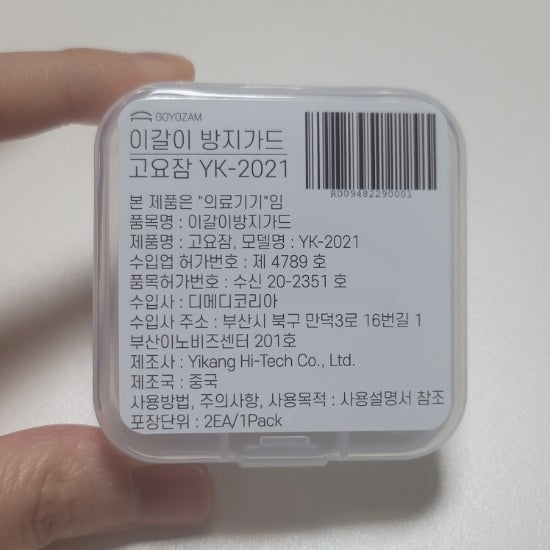 GOYOZAM
이갈이 방지가드
고요잠 YK-2021
R009482290001
본 제품은 "의료기기"임
품목명 : 이갈이방지가드
제품명 : 고요잠, 모델명 : YK-2021
수입업 허가번호 : 제 4789 호
품목허가번호 : 수신 20-2351 호
수입사 : 디메디코리아
수입사 주소 : 부산시 북구 만덕3로 16번길 1
부산이노비즈센터 201호
제조사 : Yikang Hi-Tech Co., Ltd.
제조국 : 중국
사용방법, 주의사항, 사용목적 : 사용설명서 참조
포장단위 : 2EA/1Pack